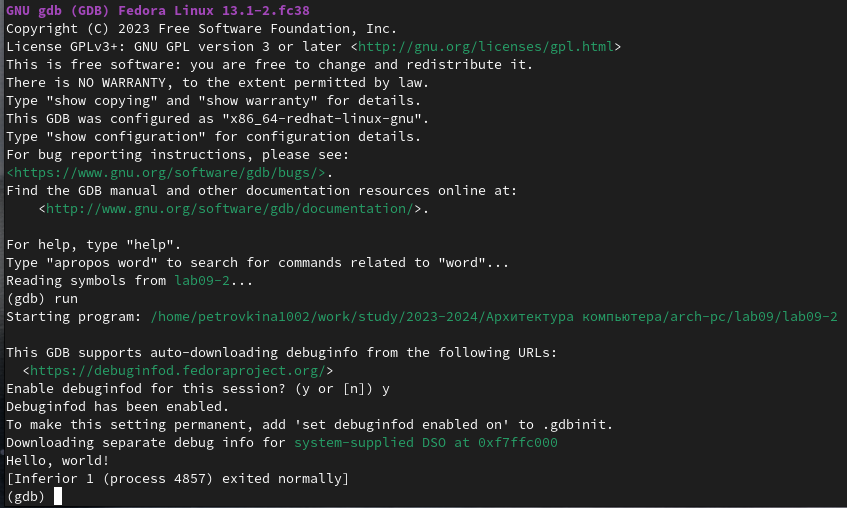 GNU gdb (GDB) Fedora Linux 13.1-2.fc38
Copyright (C) 2023 Free Software Foundation, Inc.
License GPLv3+: GNU GPL version 3 or later <http://gnu.org/licenses/gpl.html>
This is free software: you are free to change and redistribute it.
There is NO WARRANTY, to the extent permitted by law.
Type "show copying" and "show warranty" for details.
This GDB was configured as "x86_64-redhat-linux-gnu".
Type "show configuration" for configuration details.
For bug reporting instructions, please see:
<https://www.gnu.org/software/gdb/bugs/>.
Find the GDB manual and other documentation resources online at:
    <http://www.gnu.org/software/gdb/documentation/>.

For help, type "help".
Type "apropos word" to search for commands related to "word"...
Reading symbols from lab09-2...
(gdb) run
Starting program: /home/petrovkina1002/work/study/2023-2024/Архитектура компьютера/arch-pc/lab09/lab09-2

This GDB supports auto-downloading debuginfo from the following URLs:
  <https://debuginfod.fedoraproject.org/>
Enable debuginfod for this session? (y or [n]) y
Debuginfod has been enabled.
To make this setting permanent, add 'set debuginfod enabled on' to .gdbinit.
Downloading separate debug info for system-supplied DSO at 0xf7ffc000
Hello, world!
[Inferior 1 (process 4857) exited normally]
(gdb)